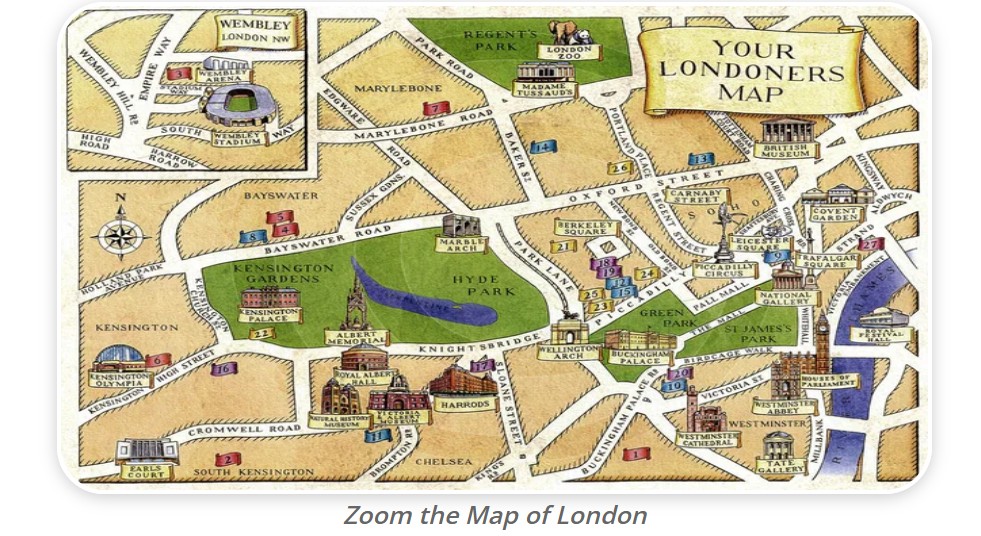 WEMBLEY
LONDON NW
WEMBLEY HILL RD
EMPIRE WAY
3
WEMBLEY
ARENA
STADIUM
WAY
WEMBLEY
STADIUM
SOUTH
WAY
HIGH
ROAD
HARROW
ROAD
REGENT'S
PARK
LONDON
ZOO
PARK ROAD
MADAME
TUSSAUD'S
YOUR
LONDONERS
MAP
MARYLEBONE
7
EDGWARE
ROAD
MARYLEBONE ROAD
BAKER ST
14
PORTLAND PLACE
26
13
BRITISH
MUSEUM
KINGSWAY
OXFORD STREET
N
BAYSWATER
5
4
8
SUSSEX GDNS.
BAYSWATER ROAD
MARBLE
ARCH
PARK LANE
BERKELEY
SQUARE
21
CARNABY
STREET
SOHO
REGENT STREET
CHARING
CROSS
COVENT
GARDEN
ALDWYCH
LEICESTER
SQUARE
9
STRAND
27
TRAFALGAR
SQUARE
18
19
12
15
24
25
23
PICCADILLY
PICCADILLY
CIRCUS
PALL MALL
NATIONAL
GALLERY
HOLLAND PARK
AVENUE
KENSINGTON
GARDENS
KENSINGTON
PALACE
22
SERPENTINE
HYDE
PARK
ALBERT
MEMORIAL
KNIGHTSBRIDGE
WELLINGTON
ARCH
GREEN
PARK
BUCKINGHAM
PALACE
THE MALL
ST JAMES'S
PARK
BIRDCAGE WALK
WHITEHALL
VICTORIA
THAMES
ROYAL
FESTIVAL
HALL
KENSINGTON
KENSINGTON
OLYMPIA
6
KENSINGTON
HIGH STREET
16
ROYAL ALBERT
HALL
17
HARRODS
SLOANE STREET
NATURAL HISTORY
MUSEUM
VICTORIA
ALBERT
MUSEUM
11
20
10
VICTORIA ST
HOUSES OF
PARLIAMENT
WESTMINSTER
ABBEY
WESTMINSTER
WESTMINSTER
CATHEDRAL
TATE
GALLERY
MILLBANK
BUCKINGHAM PALACE RD
1
CROMWELL ROAD
EARLS
COURT
2
SOUTH KENSINGTON
BROMPTON
CHELSEA
KINGS
RD
Zoom the Map of London